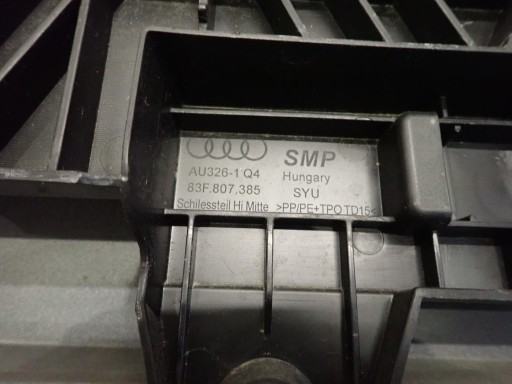 SMP
AU326-1 Q4 Hungary
83F.807.385 SYU
Schliessteil Hi Mitte >PP/PE+TPO TD15<